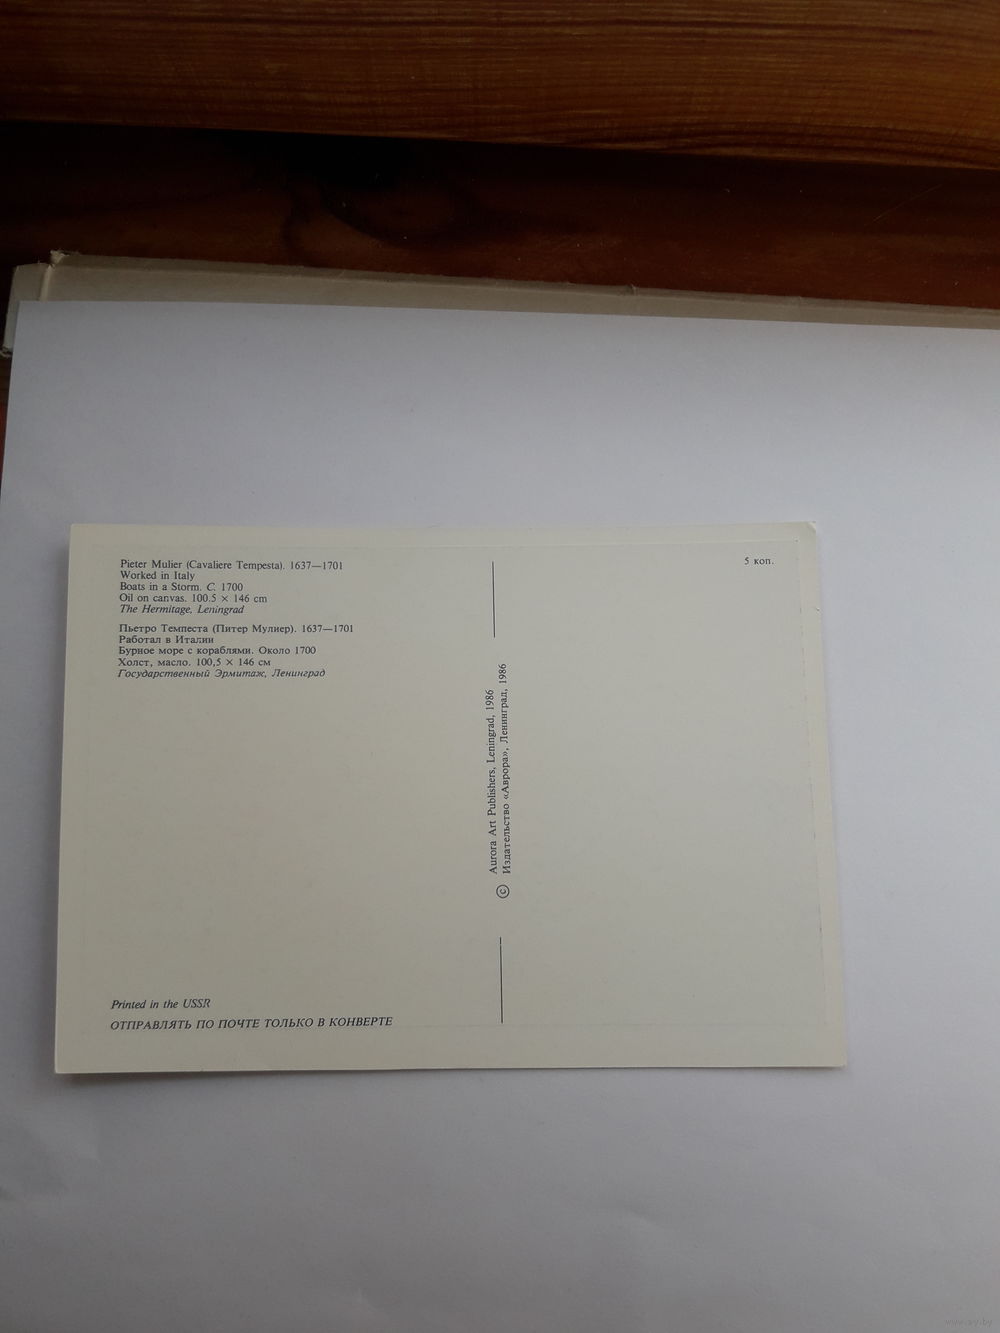 Pieter Mulier (Cavaliere Tempesta). 1637—1701
Worked in Italy
Boats in a Storm. C. 1700
Oil on canvas. 100.5 × 146 cm
The Hermitage, Leningrad
Пьетро Темпеста (Питер Мулиер). 1637—1701
Работал в Италии
Бурное море с кораблями. Около 1700
Холст, масло. 100,5 × 146 см
Государственный Эрмитаж, Ленинград
Printed in the USSR
ОТПРАВЛЯТЬ ПО ПОЧТЕ ТОЛЬКО В КОНВЕРТЕ
© Aurora Art Publishers, Leningrad, 1986
Издательство «Аврора», Ленинград, 1986
5 коп.
www.ay.by